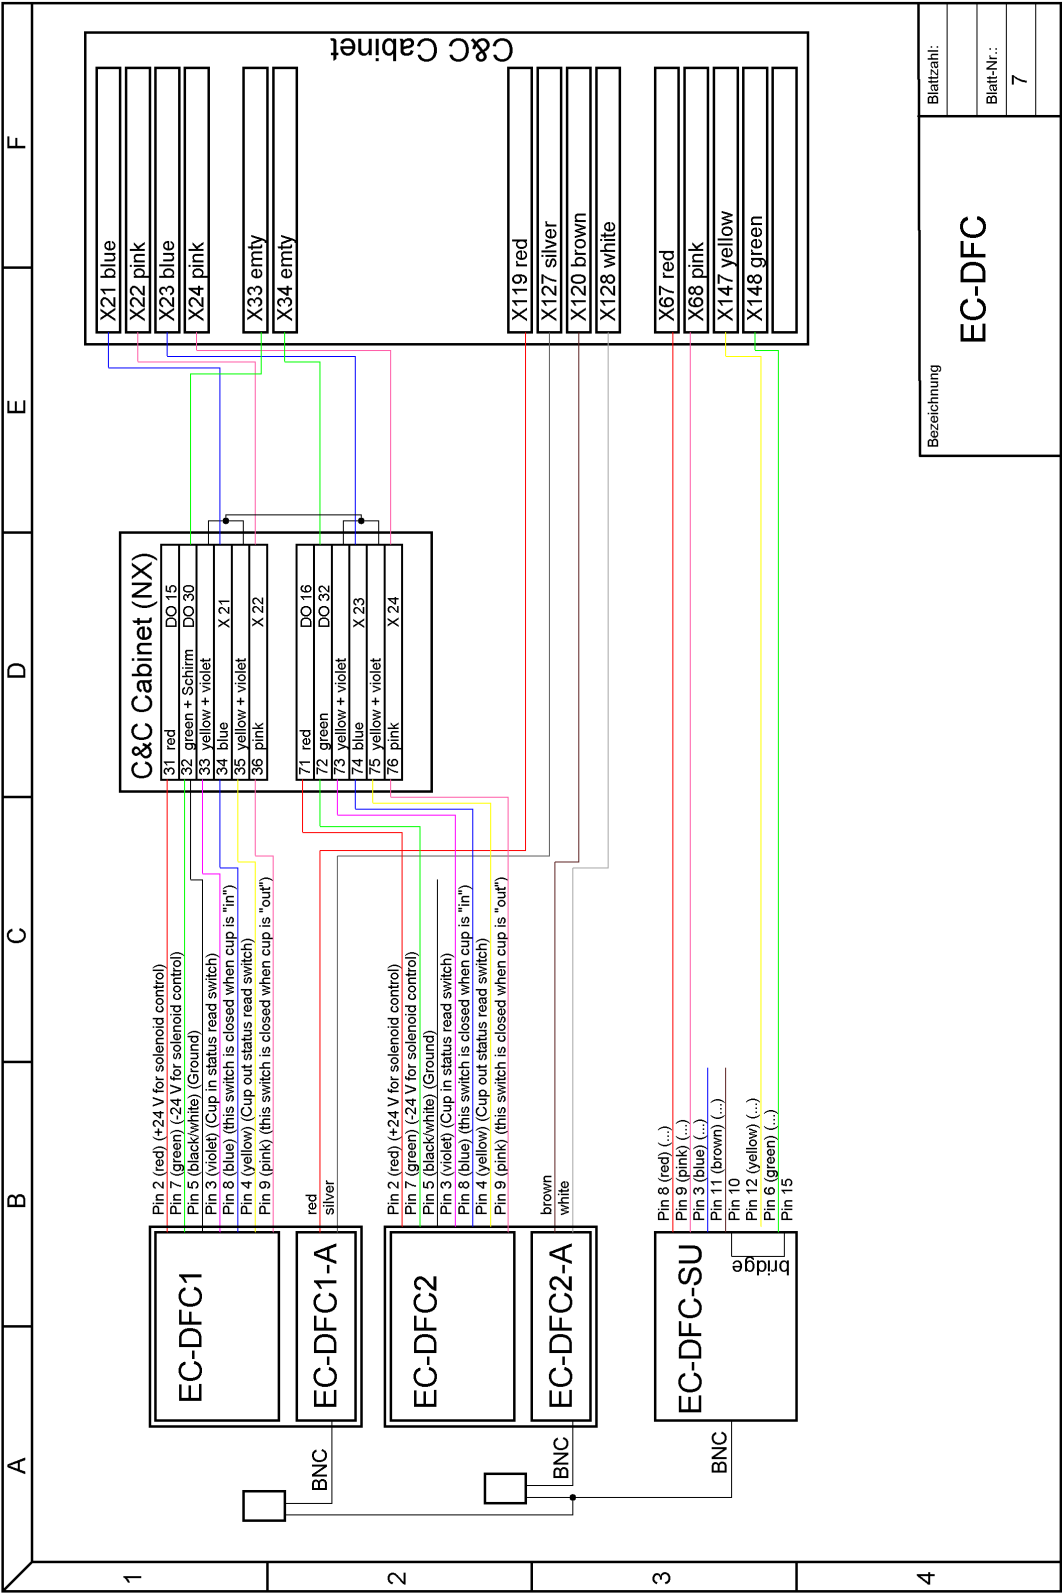 A
B
C
D
E
F
1
2
3
4
C&C Cabinet
X21 blue
X22 pink
X23 blue
X24 pink
X33 emty
X34 emty
X119 red
X127 silver
X120 brown
X128 white
X67 red
X68 pink
X147 yellow
X148 green
C&C Cabinet (NX)
31 red DO 15
32 green + Schirm DO 30
33 yellow + violet
34 blue X 21
35 yellow + violet
36 pink X 22
71 red DO 16
72 green DO 32
73 yellow + violet
74 blue X 23
75 yellow + violet
76 pink X 24
EC-DFC1
Pin 2 (red) (+24 V for solenoid control)
Pin 7 (green) (-24 V for solenoid control)
Pin 5 (black/white) (Ground)
Pin 3 (violet) (Cup in status read switch)
Pin 8 (blue) (this switch is closed when cup is "in")
Pin 4 (yellow) (Cup out status read switch)
Pin 9 (pink) (this switch is closed when cup is "out")
EC-DFC1-A
red
silver
BNC
EC-DFC2
Pin 2 (red) (+24 V for solenoid control)
Pin 7 (green) (-24 V for solenoid control)
Pin 5 (black/white) (Ground)
Pin 3 (violet) (Cup in status read switch)
Pin 8 (blue) (this switch is closed when cup is "in")
Pin 4 (yellow) (Cup out status read switch)
Pin 9 (pink) (this switch is closed when cup is "out")
EC-DFC2-A
brown
white
BNC
EC-DFC-SU
Pin 8 (red) (...)
Pin 9 (pink) (...)
Pin 3 (blue) (...)
Pin 11 (brown) (...)
Pin 10
Pin 12 (yellow) (...)
Pin 6 (green) (...)
Pin 15
bridge
BNC
Bezeichnung
EC-DFC
Blattzahl:
Blatt-Nr.:
7